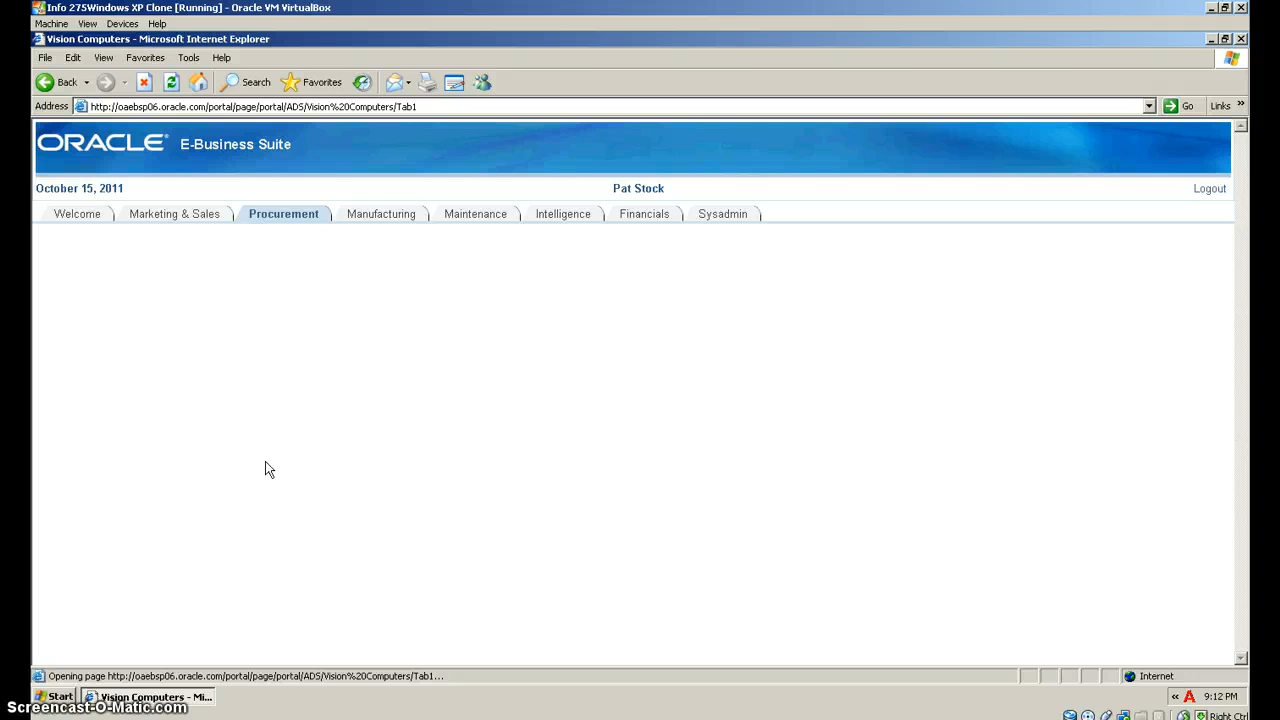 Info 275Windows XP Clone [Running] - Oracle VM VirtualBox
Machine View Devices Help
Vision Computers - Microsoft Internet Explorer
File Edit View Favorites Tools Help
Back Search Favorites
Address http://oaebsp06.oracle.com/portal/page/portal/ADS/Vision%20Computers/Tab1 Go Links »
ORACLE® E-Business Suite
October 15, 2011 Pat Stock Logout
Welcome Marketing & Sales Procurement Manufacturing Maintenance Intelligence Financials Sysadmin
Opening page http://oaebsp06.oracle.com/portal/page/portal/ADS/Vision%20Computers/Tab1... Internet
Start Vision Computers - Mi... « A 9:12 PM
Screencast-O-Matic.com Right Ctrl